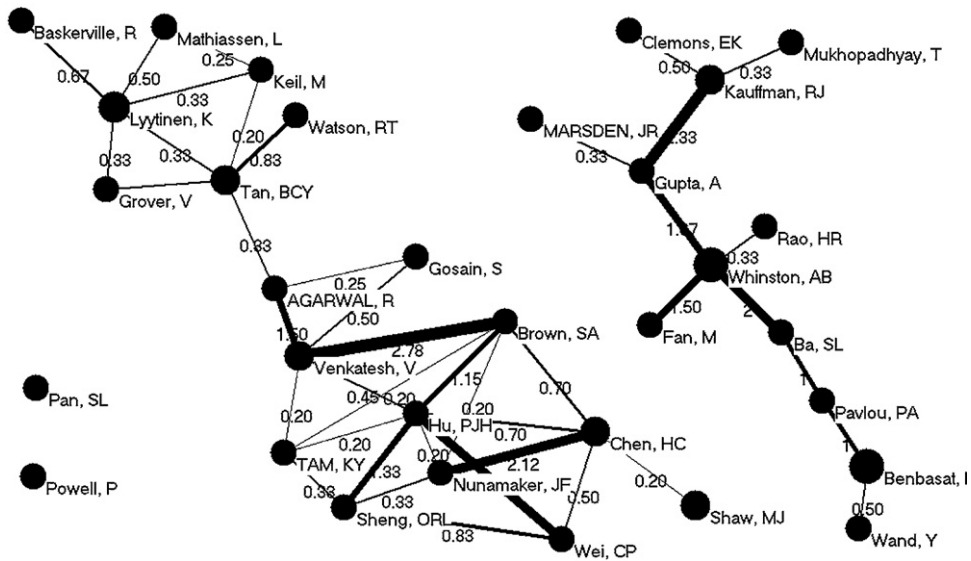 Baskerville, R
Mathiassen, L
0.25
Keil, M
0.67
0.50
0.33
Lyytinen, K
Watson, RT
0.20
0.33
0.33
0.83
Grover, V
Tan, BCY
0.33
Gosain, S
0.25
AGARWAL, R
0.50
1.50
Brown, SA
2.78
Venkatesh, V
1.15
0.70
0.45
0.20
0.20
0.20
Hu, PJH
0.70
Chen, HC
0.20
0.20
2.12
TAM, KY
Nunamaker, JF
0.33
0.33
0.50
0.20
Sheng, ORL
Shaw, MJ
0.83
Wei, CP
Pan, SL
Powell, P
Clemons, EK
Mukhopadhyay, T
0.50
0.33
Kauffman, RJ
MARSDEN, JR
0.33
Gupta, A
Rao, HR
0.33
Whinston, AB
1.50
2
Fan, M
Ba, SL
1
Pavlou, PA
1
Benbasat, I
0.50
Wand, Y